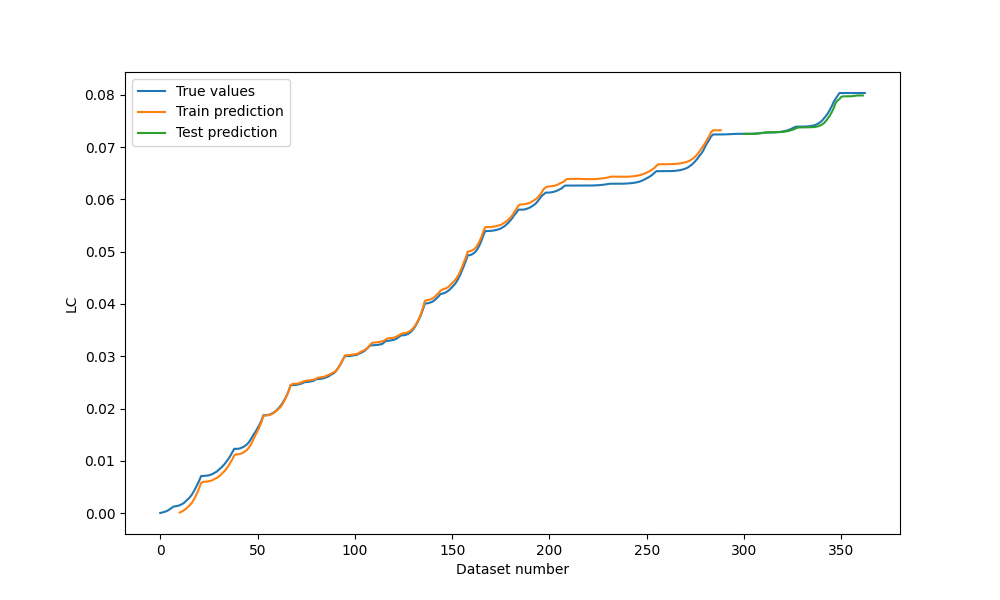 True values
Train prediction
Test prediction
0.08
0.07
0.06
0.05
0.04
0.03
0.02
0.01
0.00
LC
0 50 100 150 200 250 300 350
Dataset number